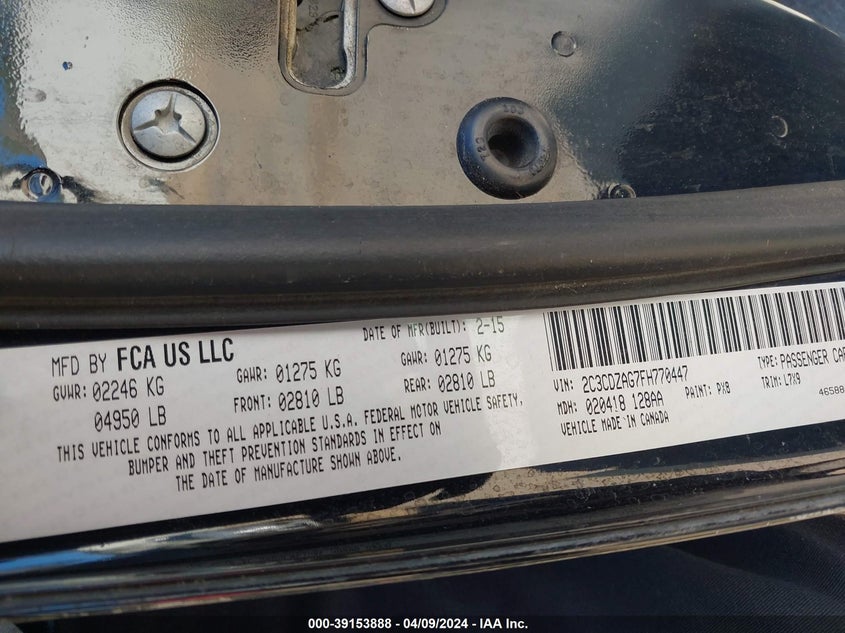 MFD BY FCA US LLC
DATE OF MFR(BUILT): 2-15
GVWR: 02246 KG
GAWR: 01275 KG
GAWR: 01275 KG
04950 LB
FRONT: 02810 LB
REAR: 02810 LB
THIS VEHICLE CONFORMS TO ALL APPLICABLE U.S.A. FEDERAL MOTOR VEHICLE SAFETY,
BUMPER AND THEFT PREVENTION STANDARDS IN EFFECT ON
THE DATE OF MANUFACTURE SHOWN ABOVE.
VIN: 2C3CDZAG7FH770447
TYPE: PASSENGER CAR
MDH: 020418 128AA
PAINT: PX8
TRIM: L7X9
VEHICLE MADE IN CANADA
46588
000-39153888 - 04/09/2024 - IAA Inc.